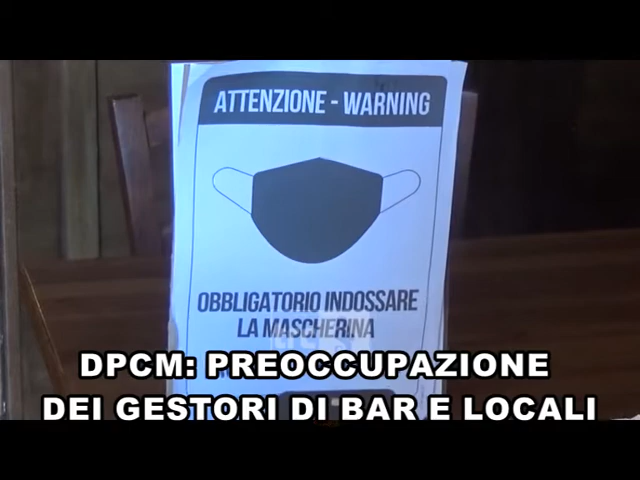 ATTENZIONE - WARNING
OBBLIGATORIO INDOSSARE
LA MASCHERINA
DPCM: PREOCCUPAZIONE
DEI GESTORI DI BAR E LOCALI